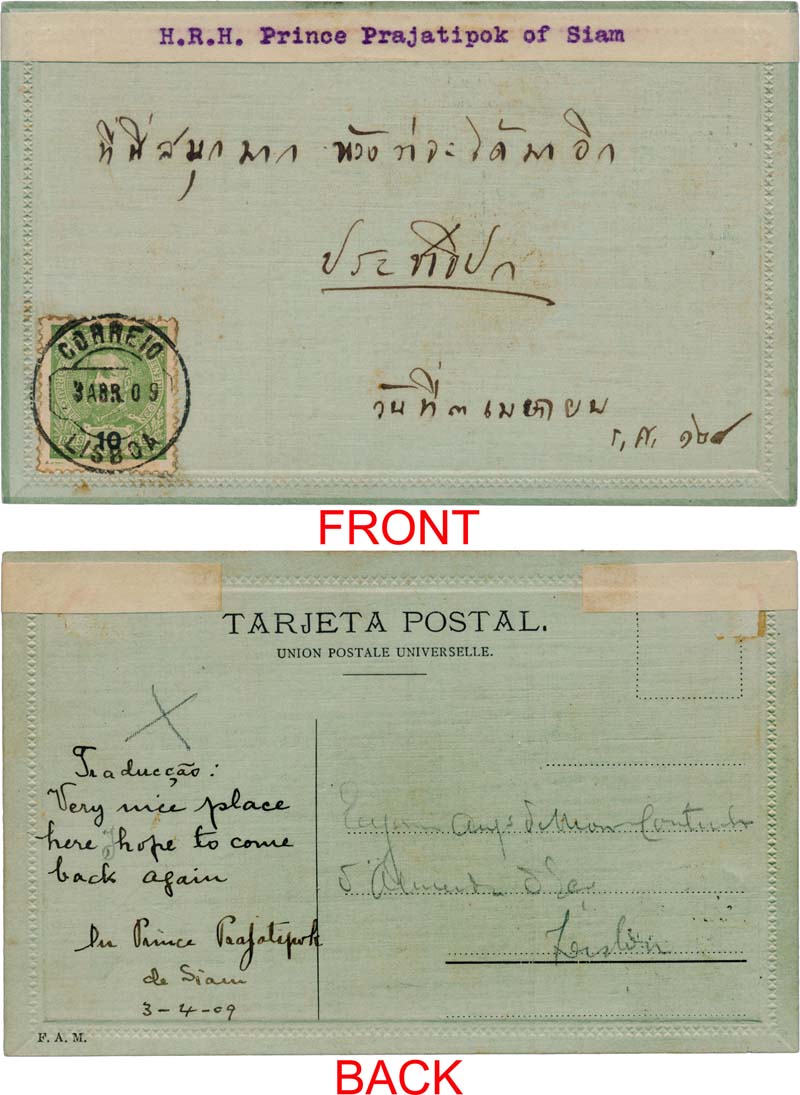 H.R.H. Prince Prajatipok of Siam
ที่นี่สนุกมาก หวังว่าจะได้มาอีก
ประชาธิปก
CORREIO
3 ABR. 09
10
LISBOA
วันที่ ๓ เมษายน
ร,ศ, ๑๒๘
FRONT
TARJETA POSTAL.
UNION POSTALE UNIVERSELLE.
Traducção:
Very nice place
here I hope to come
back again
Prince Prajatipok
de Siam
3-4-09
d'Almeida d'Eça
Lisboa
F. A. M.
BACK